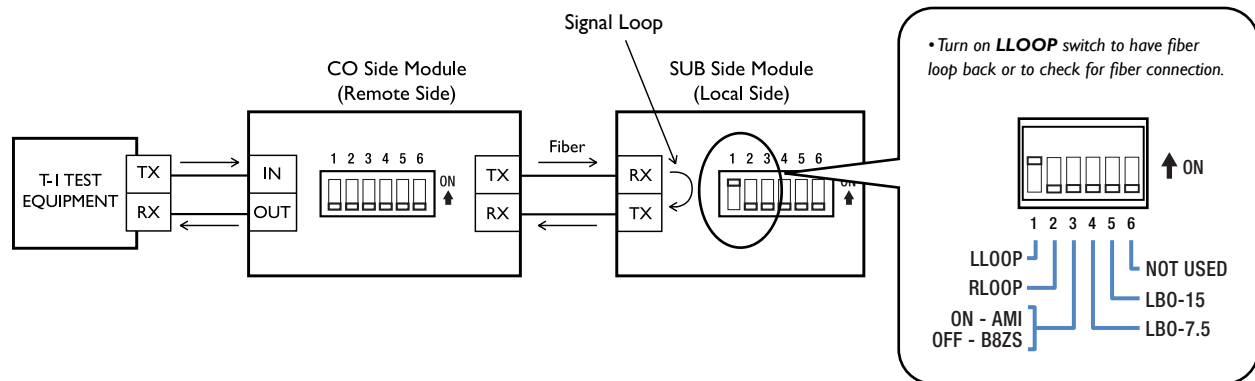 Signal Loop
CO Side Module
(Remote Side)
SUB Side Module
(Local Side)
T-1 TEST
EQUIPMENT
TX
RX
IN
OUT
1 2 3 4 5 6
ON
TX
RX
Fiber
RX
TX
1 2 3 4 5 6
ON
• Turn on LLOOP switch to have fiber
loop back or to check for fiber connection.
ON
1 2 3 4 5 6
LLOOP
RLOOP
ON - AMI
OFF - B8ZS
NOT USED
LBO-15
LBO-7.5